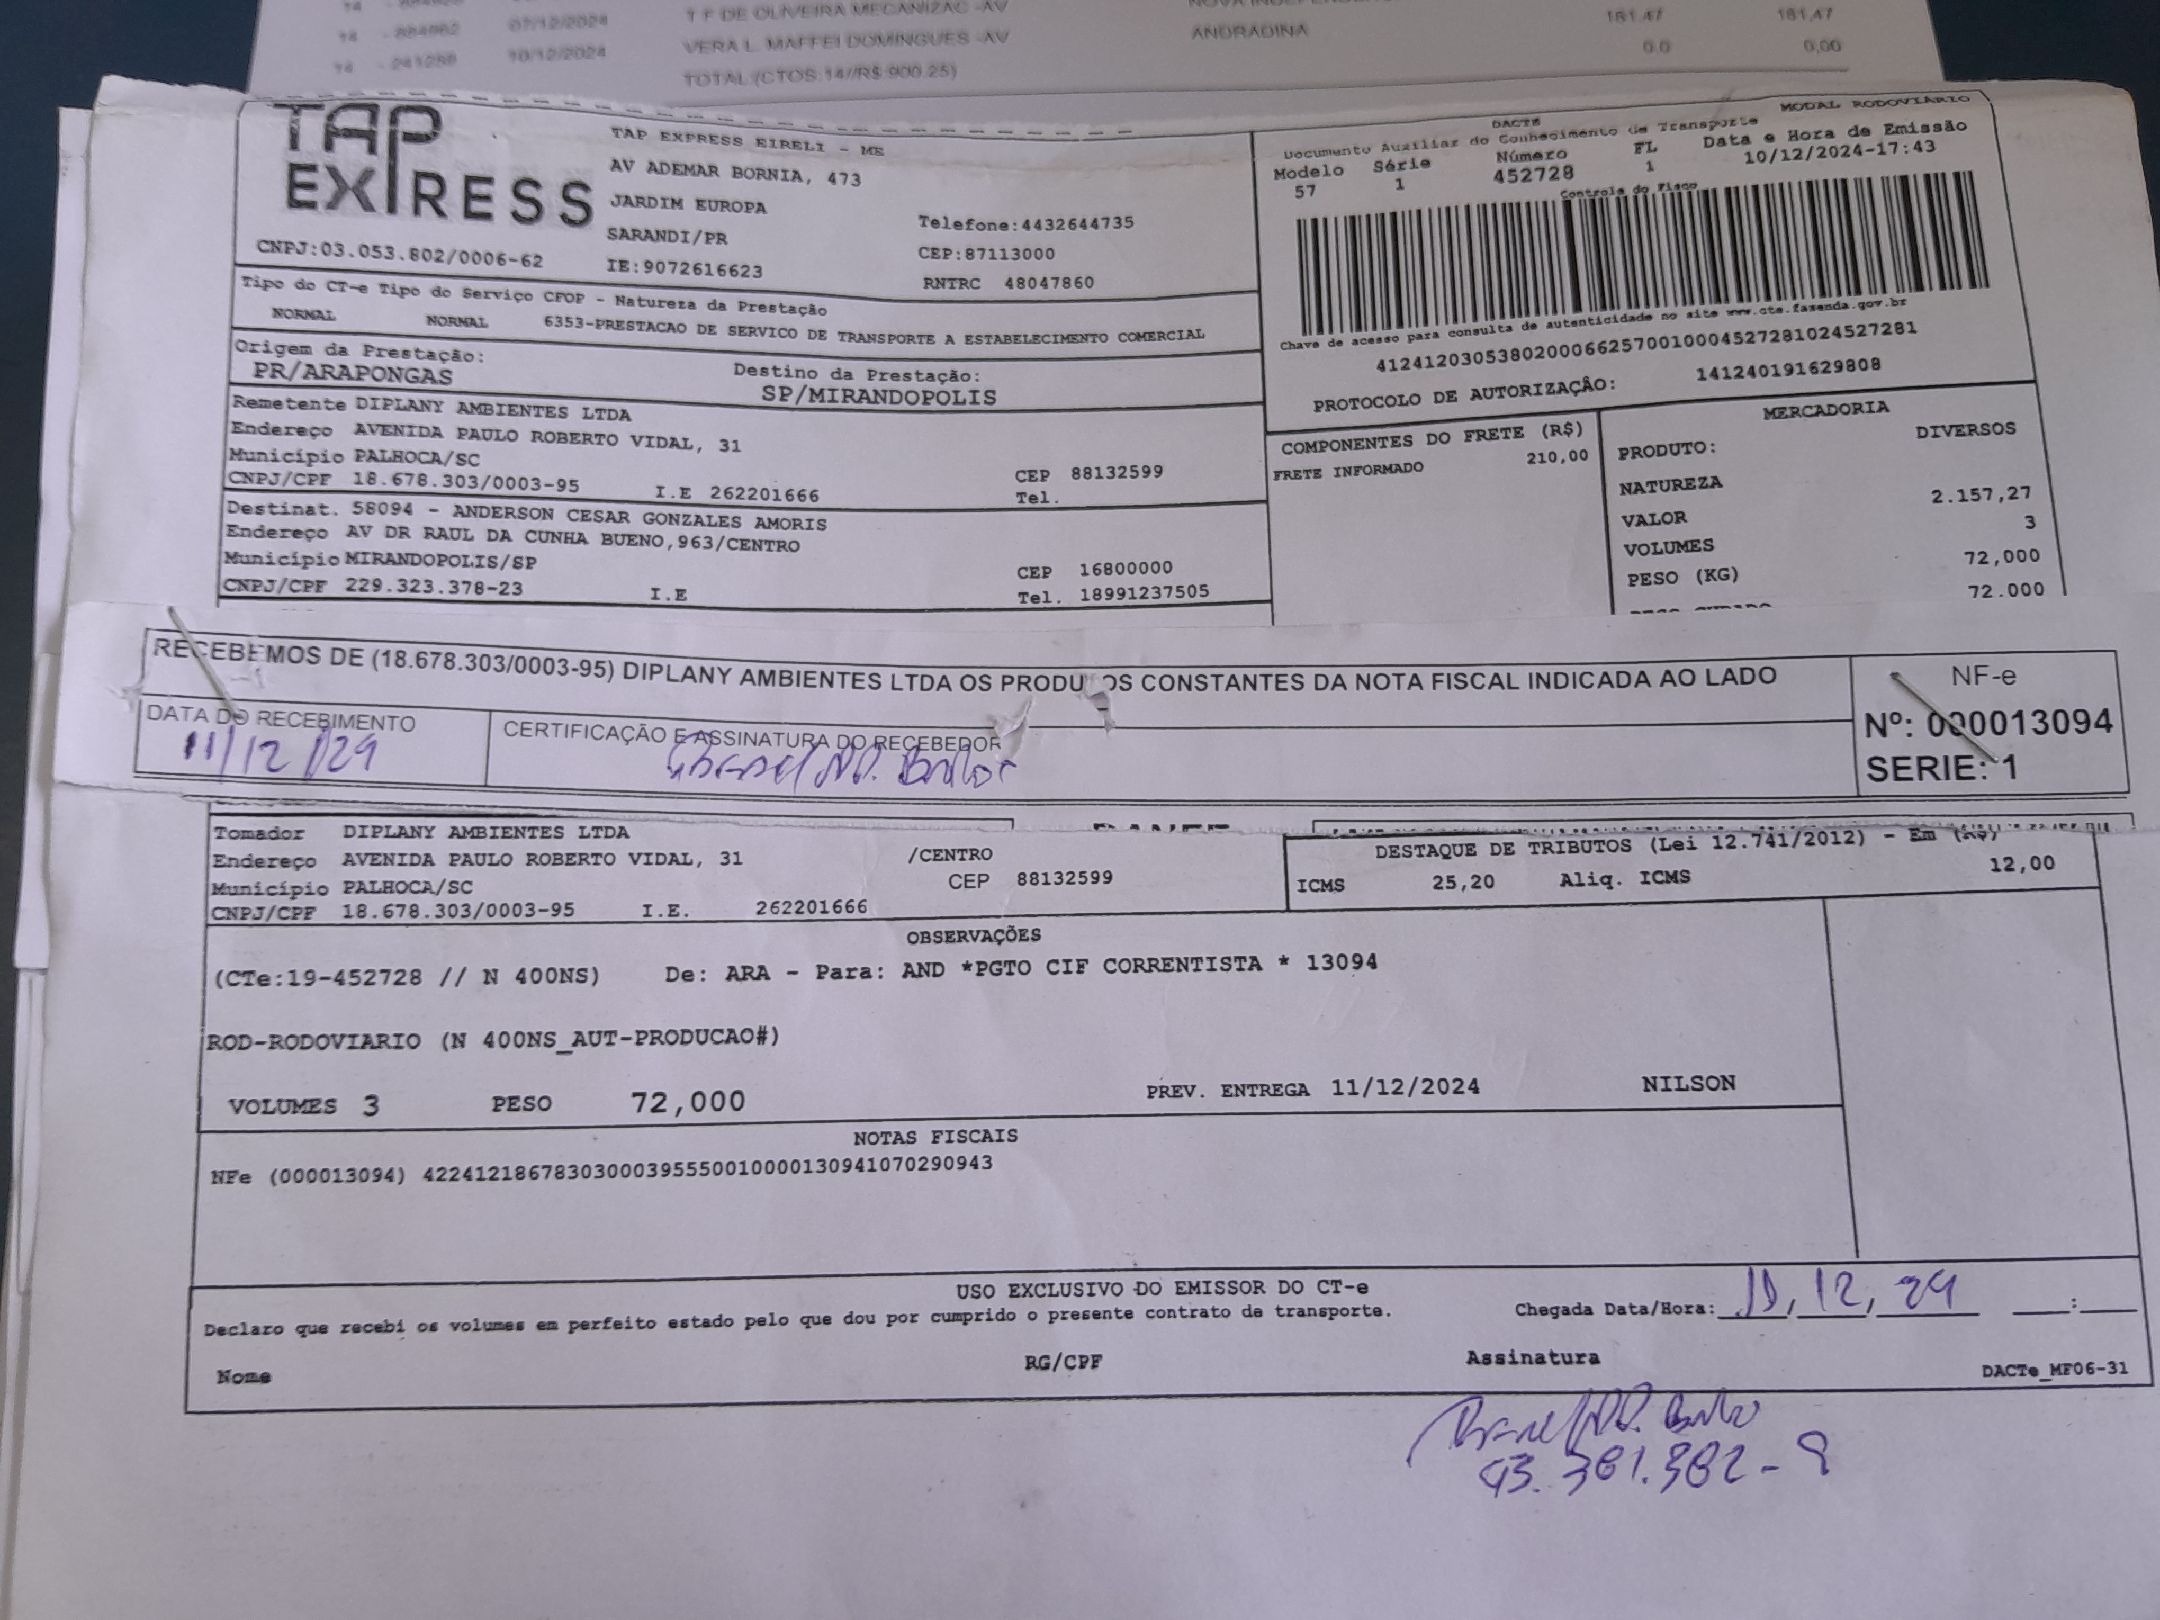 07/12/2024 T F DE OLIVEIRA MECANIZAC -AV 161,47 161,47
14 10/12/2024 VERA L. MAFFEI DOMINGUES -AV ANDRADINA 0,00
TOTAL (CTOS:14//R$:900.25)
TAP EXPRESS
CNPJ:03.053.802/0006-62
TAP EXPRESS EIRELI - ME
AV ADEMAR BORNIA, 473
JARDIM EUROPA
SARANDI/PR
IE:9072616623
Telefone:4432644735
CEP:87113000
RNTRC 48047860
DACTE MODAL RODOVIÁRIO
Documento Auxiliar do Conhecimento de Transporte
Modelo Série Número FL Data e Hora de Emissão
57 1 452728 1 10/12/2024-17:43
Controle do Fisco
Chave de acesso para consulta de autenticidade no site www.cte.fazenda.gov.br
41241203053802000662570010004527281024527281
PROTOCOLO DE AUTORIZAÇÃO: 141240191629808
Tipo do CT-e Tipo do Serviço CFOP - Natureza da Prestação
NORMAL NORMAL 6353-PRESTACAO DE SERVICO DE TRANSPORTE A ESTABELECIMENTO COMERCIAL
Origem da Prestação: Destino da Prestação:
PR/ARAPONGAS SP/MIRANDOPOLIS
Remetente DIPLANY AMBIENTES LTDA
Endereço AVENIDA PAULO ROBERTO VIDAL, 31
Município PALHOCA/SC CEP 88132599
CNPJ/CPF 18.678.303/0003-95 I.E 262201666 Tel.
Destinat. 58094 - ANDERSON CESAR GONZALES AMORIS
Endereço AV DR RAUL DA CUNHA BUENO,963/CENTRO
Município MIRANDOPOLIS/SP CEP 16800000
CNPJ/CPF 229.323.378-23 I.E Tel. 18991237505
COMPONENTES DO FRETE (R$)
FRETE INFORMADO 210,00
MERCADORIA
PRODUTO: DIVERSOS
NATUREZA
VALOR 2.157,27
VOLUMES 3
PESO (KG) 72,000
72.000
RECEBEMOS DE (18.678.303/0003-95) DIPLANY AMBIENTES LTDA OS PRODUTOS CONSTANTES DA NOTA FISCAL INDICADA AO LADO
DATA DO RECEBIMENTO CERTIFICAÇÃO E ASSINATURA DO RECEBEDOR
11/12/24
NF-e
Nº: 000013094
SERIE: 1
Tomador DIPLANY AMBIENTES LTDA
Endereço AVENIDA PAULO ROBERTO VIDAL, 31 /CENTRO
Município PALHOCA/SC CEP 88132599
CNPJ/CPF 18.678.303/0003-95 I.E. 262201666
DESTAQUE DE TRIBUTOS (Lei 12.741/2012) - Em (R$)
ICMS 25,20 Aliq. ICMS 12,00
OBSERVAÇÕES
(CTe:19-452728 // N 400NS) De: ARA - Para: AND *PGTO CIF CORRENTISTA * 13094
ROD-RODOVIARIO (N 400NS_AUT-PRODUCAO#)
VOLUMES 3 PESO 72,000 PREV. ENTREGA 11/12/2024 NILSON
NOTAS FISCAIS
NFe (000013094) 42241218678303000395550010000130941070290943
USO EXCLUSIVO DO EMISSOR DO CT-e
Declaro que recebi os volumes em perfeito estado pelo que dou por cumprido o presente contrato de transporte. Chegada Data/Hora: 11, 12, 24 __:__
Nome RG/CPF Assinatura DACTe_MF06-31
43.381.382-9